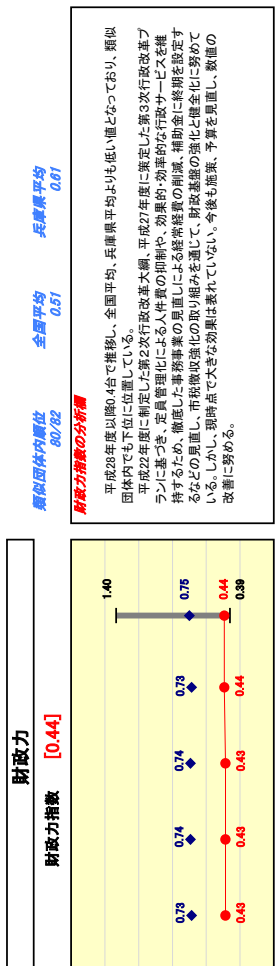 財政力
財政力指数 [0.44]
1.40
0.73
0.74
0.74
0.73
0.75
0.43
0.43
0.43
0.44
0.44
0.39
類似団体内順位
80/82
全国平均
0.51
兵庫県平均
0.61
財政力指数の分析欄
平成28年度以降0.4台で推移し、全国平均、兵庫県平均よりも低い値となっており、類似
団体内でも下位に位置している。
平成22年度に制定した第2次行政改革大綱、平成27年度に策定した第3次行政改革プ
ランに基づき、定員管理化による人件費の抑制や、効果的・効率的な行政サービスを維
持するため、徹底した事務事業の見直しによる経常経費の削減、補助金に終期を設定す
るなどの見直し、市税徴収強化の取り組みを通じて、財政基盤の強化と健全化に努めて
いる。しかし、現時点で大きな効果は表れていない。今後も施策、予算を見直し、数値の
改善に努める。